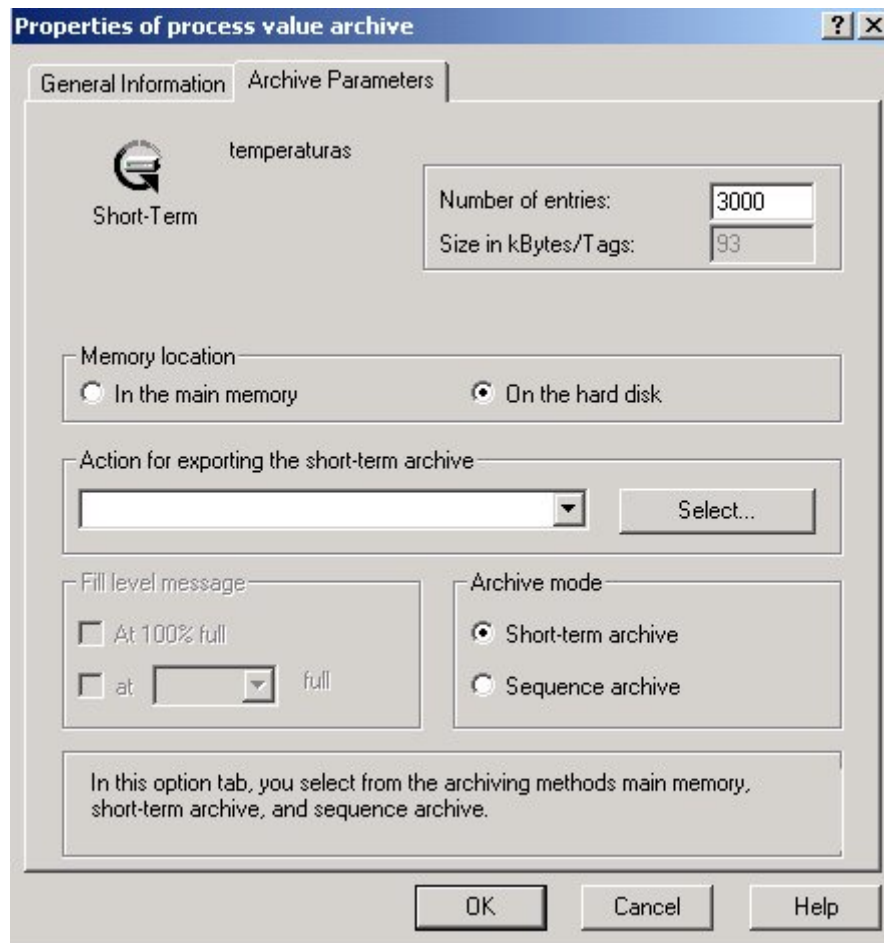 Properties of process value archive
General Information
Archive Parameters
temperaturas
Short-Term
Number of entries: 3000
Size in kBytes/Tags: 93
Memory location
In the main memory
On the hard disk
Action for exporting the short-term archive
Select...
Fill level message
At 100% full
at full
Archive mode
Short-term archive
Sequence archive
In this option tab, you select from the archiving methods main memory,
short-term archive, and sequence archive.
OK
Cancel
Help